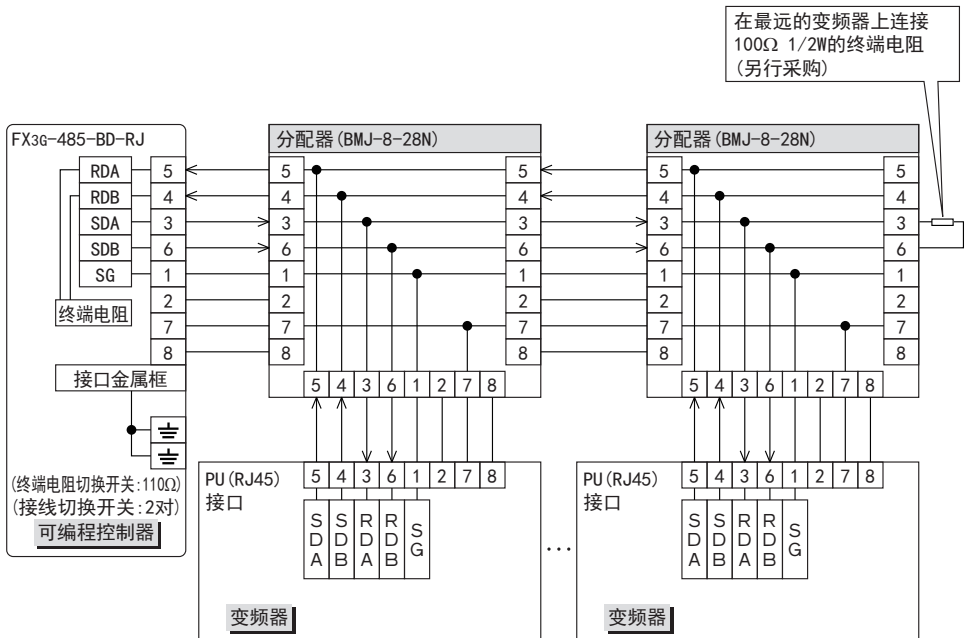 在最远的变频器上连接
100Ω 1/2W的终端电阻
(另行采购)
FX3G-485-BD-RJ
RDA 5
RDB 4
SDA 3
SDB 6
SG 1
2
7
8
终端电阻
接口金属框
(终端电阻切换开关:110Ω)
(接线切换开关:2对)
可编程控制器
分配器(BMJ-8-28N)
5 5
4 4
3 3
6 6
1 1
2 2
7 7
8 8
5 4 3 6 1 2 7 8
PU(RJ45) 5 4 3 6 1 2 7 8
接口
SDA SDB RDA RDB SG
变频器
...
分配器(BMJ-8-28N)
5 5
4 4
3 3
6 6
1 1
2 2
7 7
8 8
5 4 3 6 1 2 7 8
PU(RJ45) 5 4 3 6 1 2 7 8
接口
SDA SDB RDA RDB SG
变频器